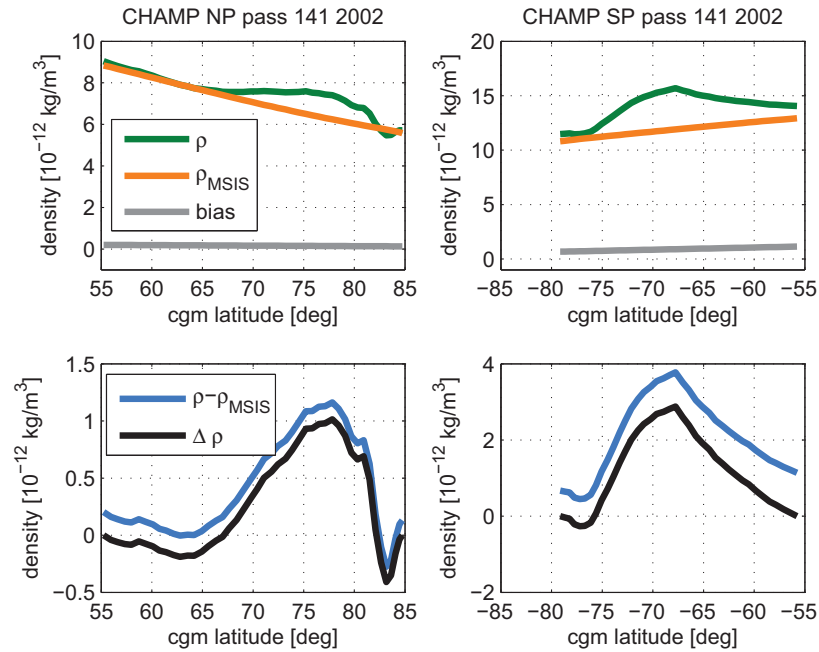 CHAMP NP pass 141 2002
density [10⁻¹² kg/m³]
10
8
6
4
2
0
ρ
ρ_MSIS
bias
55 60 65 70 75 80 85
cgm latitude [deg]
CHAMP SP pass 141 2002
density [10⁻¹² kg/m³]
20
15
10
5
0
−85 −80 −75 −70 −65 −60 −55
cgm latitude [deg]
density [10⁻¹² kg/m³]
1.5
1
0.5
0
−0.5
ρ−ρ_MSIS
Δ ρ
55 60 65 70 75 80 85
cgm latitude [deg]
density [10⁻¹² kg/m³]
4
2
0
−2
−85 −80 −75 −70 −65 −60 −55
cgm latitude [deg]